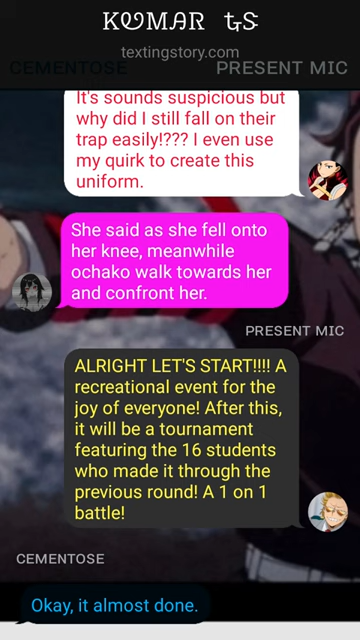 KUMAR tS
textingstory.com
CEMENTOSE
PRESENT MIC
It's sounds suspicious but
why did I still fall on their
trap easily!??? I even use
my quirk to create this
uniform.
She said as she fell onto
her knee, meanwhile
ochako walk towards her
and confront her.
PRESENT MIC
ALRIGHT LET'S START!!!! A
recreational event for the
joy of everyone! After this,
it will be a tournament
featuring the 16 students
who made it through the
previous round! A 1 on 1
battle!
CEMENTOSE
Okay, it almost done.